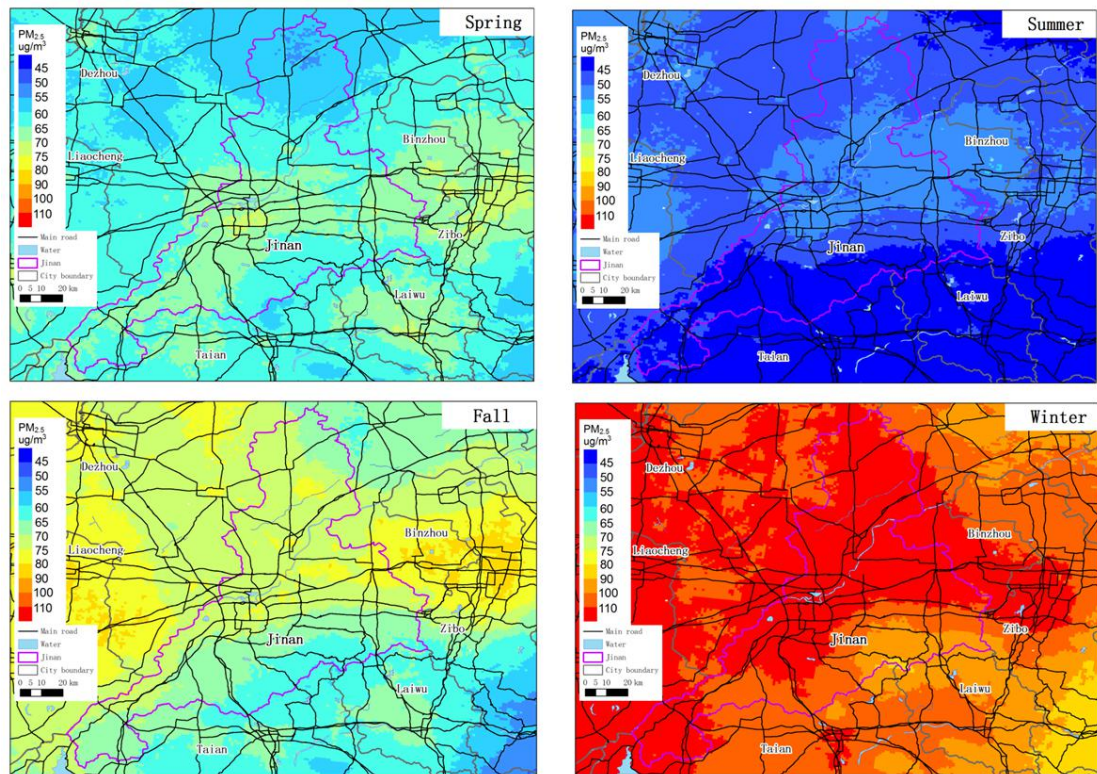 Spring
PM2.5
ug/m³
45
50
55
60
65
70
75
80
90
100
110
Main road
Water
Jinan
City boundary
0 5 10 20 km
Dezhou
Binzhou
Liaocheng
Zibo
Jinan
Laiwu
Taian
Summer
PM2.5
ug/m³
45
50
55
60
65
70
75
80
90
100
110
Main road
Water
Jinan
City boundary
0 5 10 20 km
Dezhou
Binzhou
Liaocheng
Zibo
Jinan
Laiwu
Taian
Fall
PM2.5
ug/m³
45
50
55
60
65
70
75
80
90
100
110
Main road
Water
Jinan
City boundary
0 5 10 20 km
Dezhou
Binzhou
Liaocheng
Zibo
Jinan
Laiwu
Taian
Winter
PM2.5
ug/m³
45
50
55
60
65
70
75
80
90
100
110
Main road
Water
Jinan
City boundary
0 5 10 20 km
Dezhou
Binzhou
Liaocheng
Zibo
Jinan
Laiwu
Taian